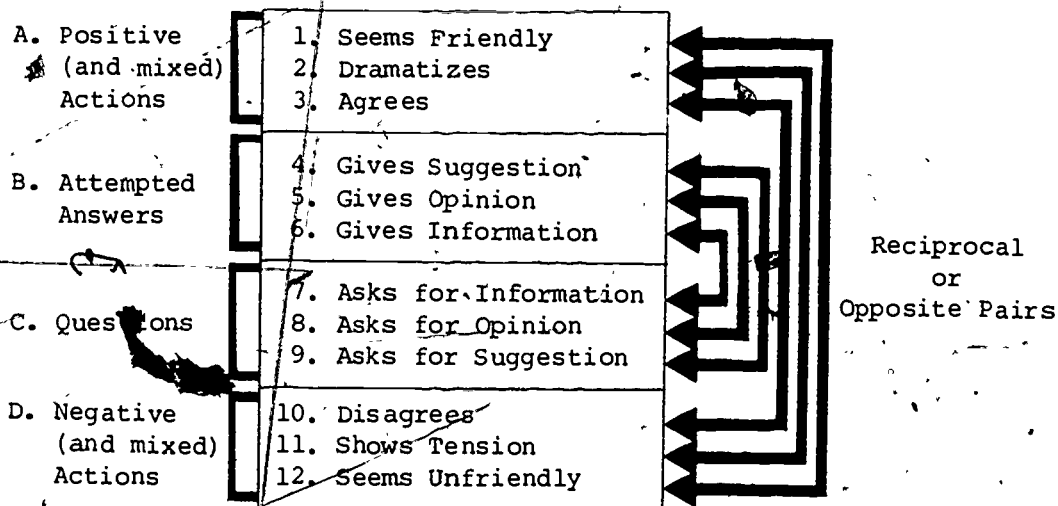 A. Positive
(and mixed)
Actions
1. Seems Friendly
2. Dramatizes
3. Agrees
B. Attempted
Answers
4. Gives Suggestion
5. Gives Opinion
6. Gives Information
C. Questions
7. Asks for Information
8. Asks for Opinion
9. Asks for Suggestion
D. Negative
(and mixed)
Actions
10. Disagrees
11. Shows Tension
12. Seems Unfriendly
Reciprocal
or
Opposite Pairs